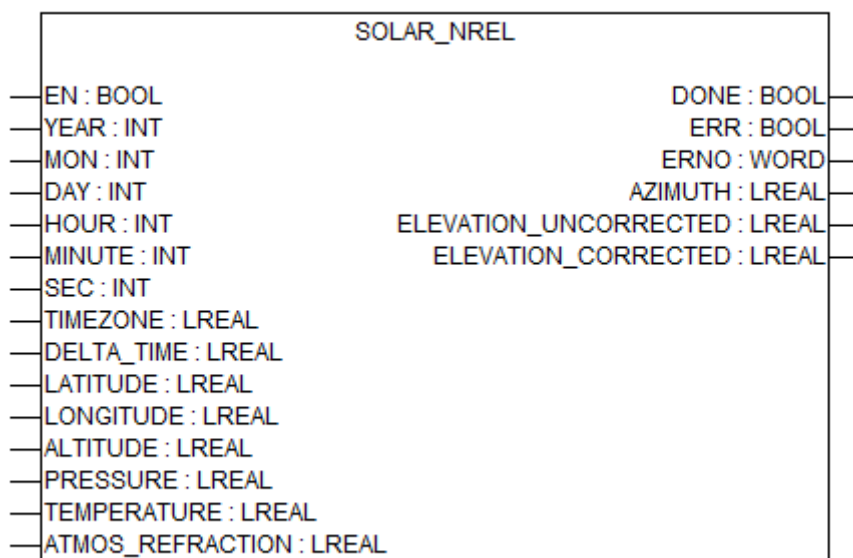 SOLAR_NREL
EN : BOOL
DONE : BOOL
YEAR : INT
ERR : BOOL
MON : INT
ERNO : WORD
DAY : INT
AZIMUTH : LREAL
HOUR : INT
ELEVATION_UNCORRECTED : LREAL
MINUTE : INT
ELEVATION_CORRECTED : LREAL
SEC : INT
TIMEZONE : LREAL
DELTA_TIME : LREAL
LATITUDE : LREAL
LONGITUDE : LREAL
ALTITUDE : LREAL
PRESSURE : LREAL
TEMPERATURE : LREAL
ATMOS_REFRACTION : LREAL